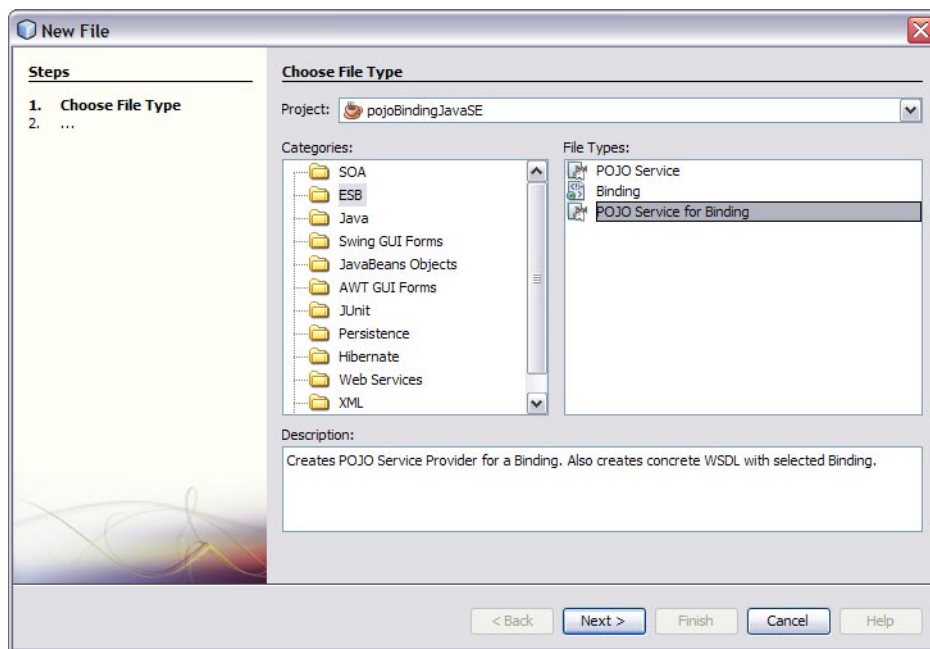 New File
Steps
1. Choose File Type
2. ...
Choose File Type
Project: pojoBindingJavaSE
Categories:
SOA
ESB
Java
Swing GUI Forms
JavaBeans Objects
AWT GUI Forms
JUnit
Persistence
Hibernate
Web Services
XML
File Types:
POJO Service
Binding
POJO Service for Binding
Description:
Creates POJO Service Provider for a Binding. Also creates concrete WSDL with selected Binding.
< Back Next > Finish Cancel Help